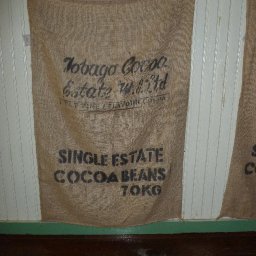 Tobago Cocoa
Estate W.I. Ltd
SINGLE ESTATE
COCOA BEANS
70KG